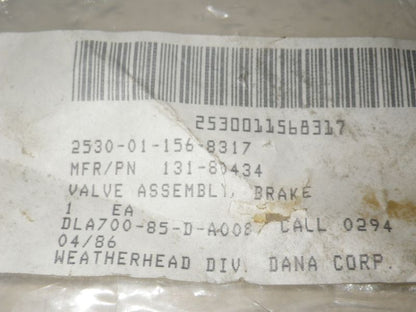 2530011568317
2530-01-156-8317
MFR/PN 131-80434
VALVE ASSEMBLY, BRAKE
1 EA
DLA700-85-D-A008 CALL 0294
04/86
WEATHERHEAD DIV. DANA CORP.